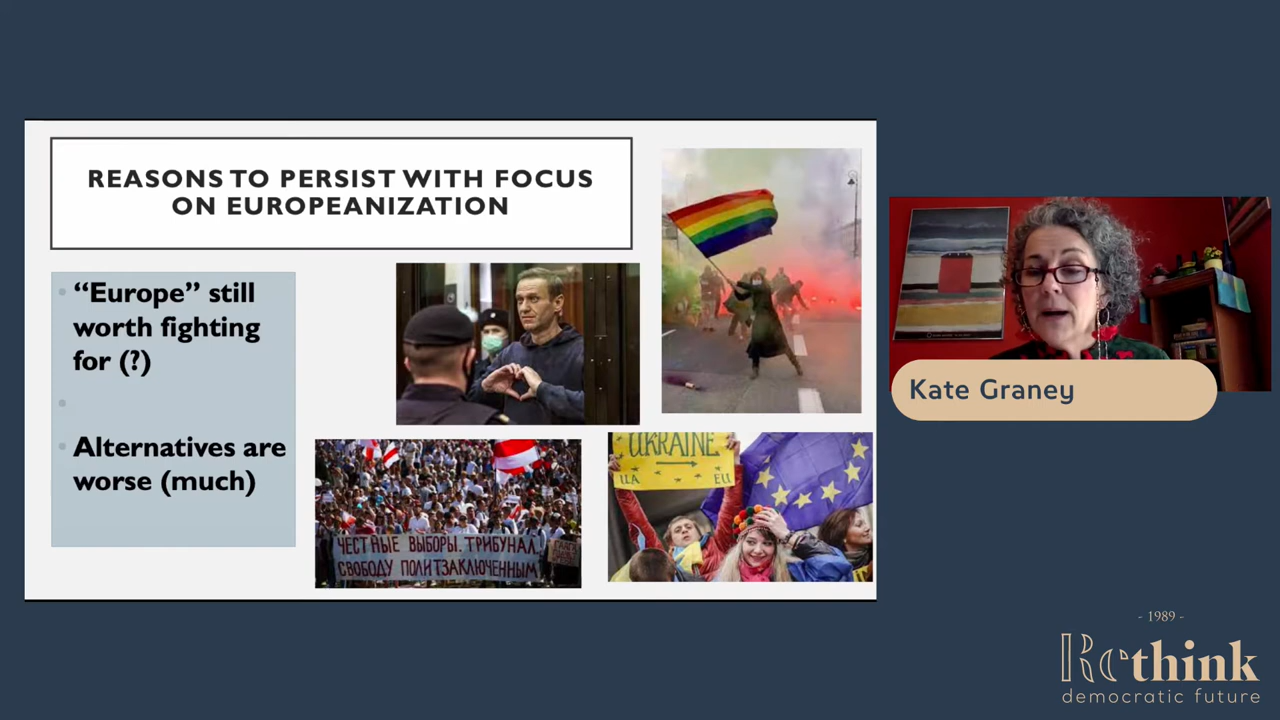 REASONS TO PERSIST WITH FOCUS
ON EUROPEANIZATION
“Europe” still
worth fighting
for (?)
Alternatives are
worse (much)
UKRAINE
UA
EU
ЧЕСТНЫЕ ВЫБОРЫ. ТРИБУНАЛ.
СВОБОДУ ПОЛИТЗАКЛЮЧЕННЫМ
Kate Graney
- 1989 -
Rethink
democratic future